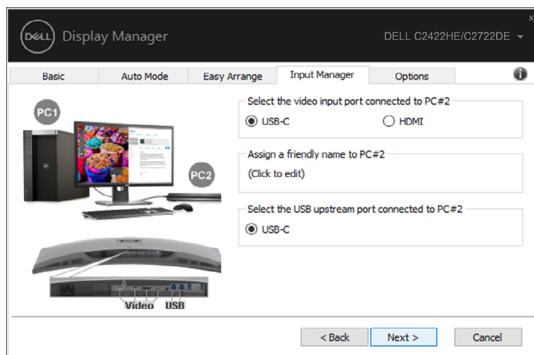 x
DELL Display Manager
DELL C2422HE/C2722DE
Basic Auto Mode Easy Arrange Input Manager Options
PC1
PC2
Video USB
Select the video input port connected to PC#2
USB-C HDMI
Assign a friendly name to PC#2
(Click to edit)
Select the USB upstream port connected to PC#2
USB-C
< Back Next > Cancel